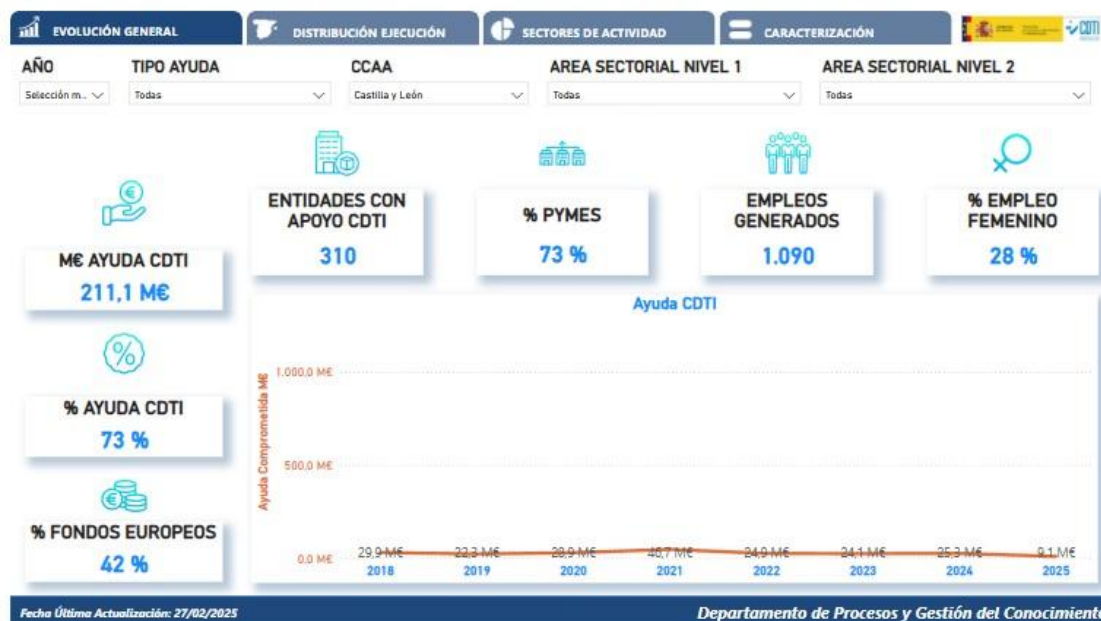 EVOLUCIÓN GENERAL
DISTRIBUCIÓN EJECUCIÓN
SECTORES DE ACTIVIDAD
CARACTERIZACIÓN
CDTI
AÑO
TIPO AYUDA
CCAA
AREA SECTORIAL NIVEL 1
AREA SECTORIAL NIVEL 2
Selección m..
Todas
Castilla y León
Todas
Todas
M€ AYUDA CDTI
211,1 M€
% AYUDA CDTI
73 %
% FONDOS EUROPEOS
42 %
ENTIDADES CON
APOYO CDTI
310
% PYMES
73 %
EMPLEOS
GENERADOS
1.090
% EMPLEO
FEMENINO
28 %
Ayuda CDTI
Ayuda Comprometida M€
1.000,0 M€
500,0 M€
0,0 M€
29,9 M€
22,3 M€
28,9 M€
46,7 M€
24,9 M€
24,1 M€
25,3 M€
9,1 M€
2018
2019
2020
2021
2022
2023
2024
2025
Fecha Última Actualización: 27/02/2025
Departamento de Procesos y Gestión del Conocimiento